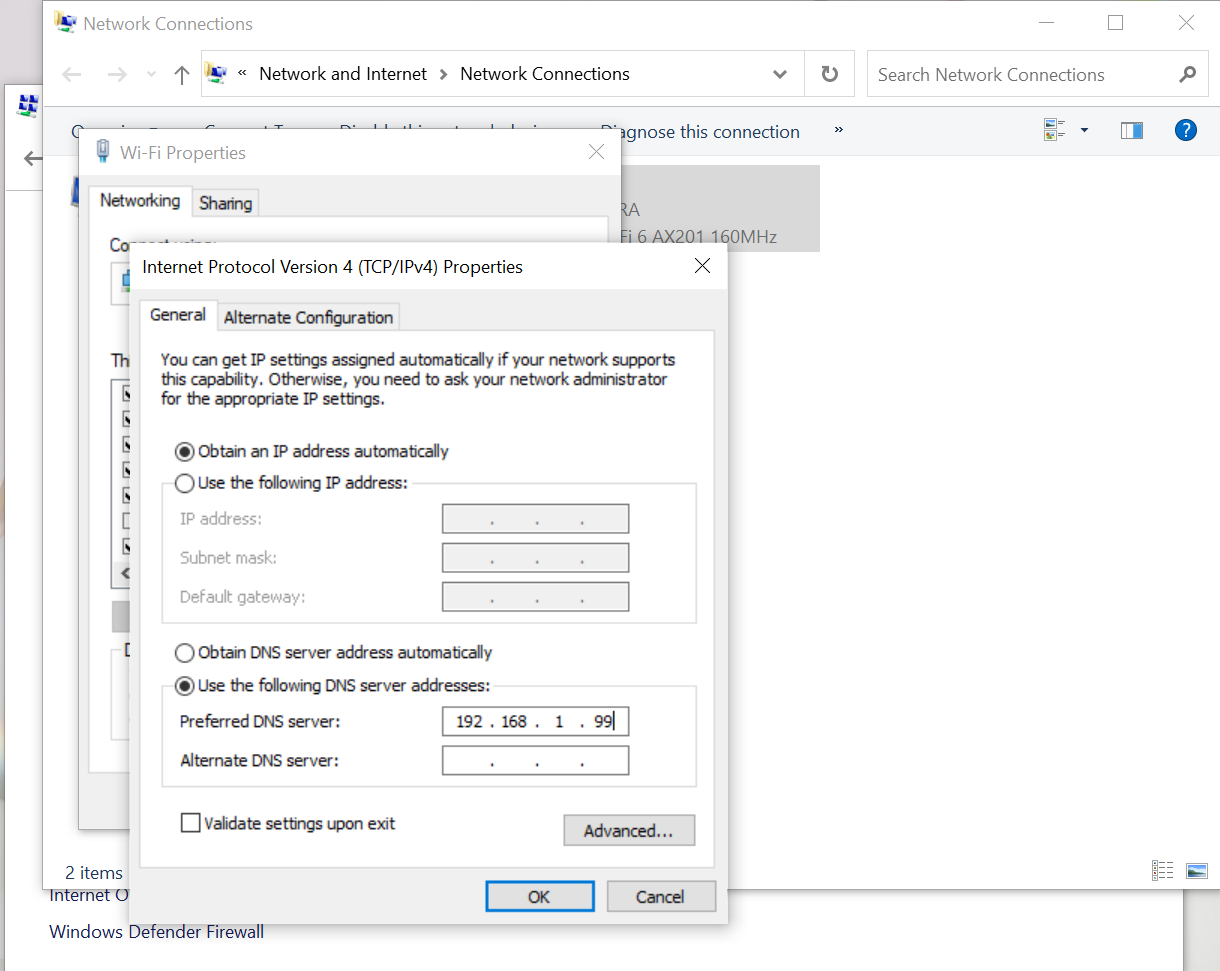 Network Connections
« Network and Internet › Network Connections
Search Network Connections
Diagnose this connection »
Wi-Fi Properties
Networking Sharing
RA
Fi 6 AX201 160MHz
Internet Protocol Version 4 (TCP/IPv4) Properties
General Alternate Configuration
You can get IP settings assigned automatically if your network supports
this capability. Otherwise, you need to ask your network administrator
for the appropriate IP settings.
Obtain an IP address automatically
Use the following IP address:
IP address: . . .
Subnet mask: . . .
Default gateway: . . .
Obtain DNS server address automatically
Use the following DNS server addresses:
Preferred DNS server: 192 . 168 . 1 . 99
Alternate DNS server: . . .
Validate settings upon exit
Advanced...
OK Cancel
2 items
Internet O
Windows Defender Firewall